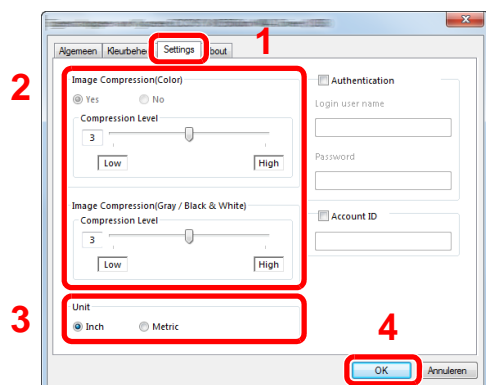 1
Algemeen Kleurbehee Settings bout
2
Image Compression(Color)
Yes No
Compression Level
3
Low High
Image Compression(Gray / Black & White)
Compression Level
3
Low High
Authentication
Login user name
Password
Account ID
3
Unit
Inch Metric
4
OK Annuleren